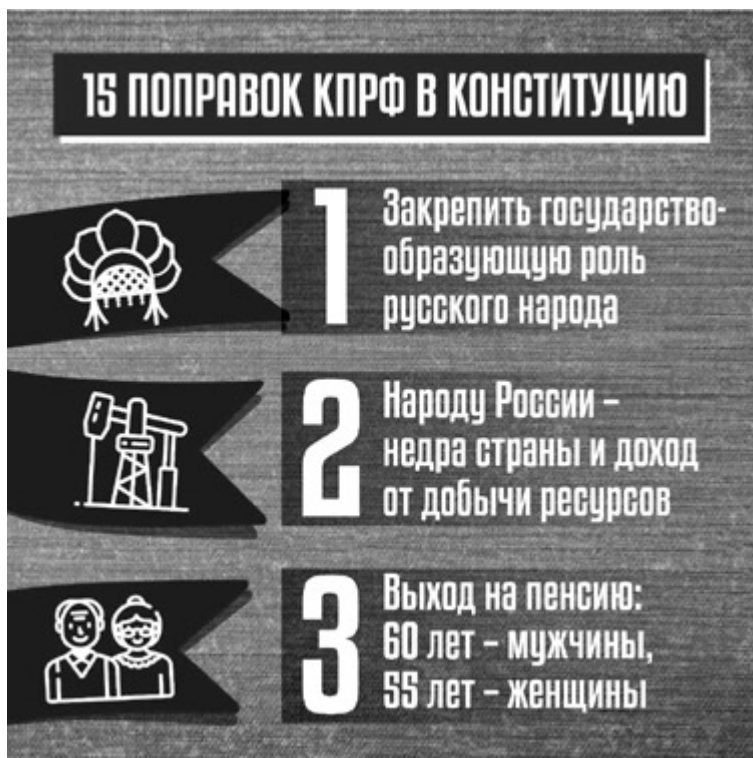 15 ПОПРАВОК КПРФ В КОНСТИТУЦИЮ
1
Закрепить государство-
образующую роль
русского народа
2
Народу России –
недра страны и доход
от добычи ресурсов
3
Выход на пенсию:
60 лет – мужчины,
55 лет – женщины